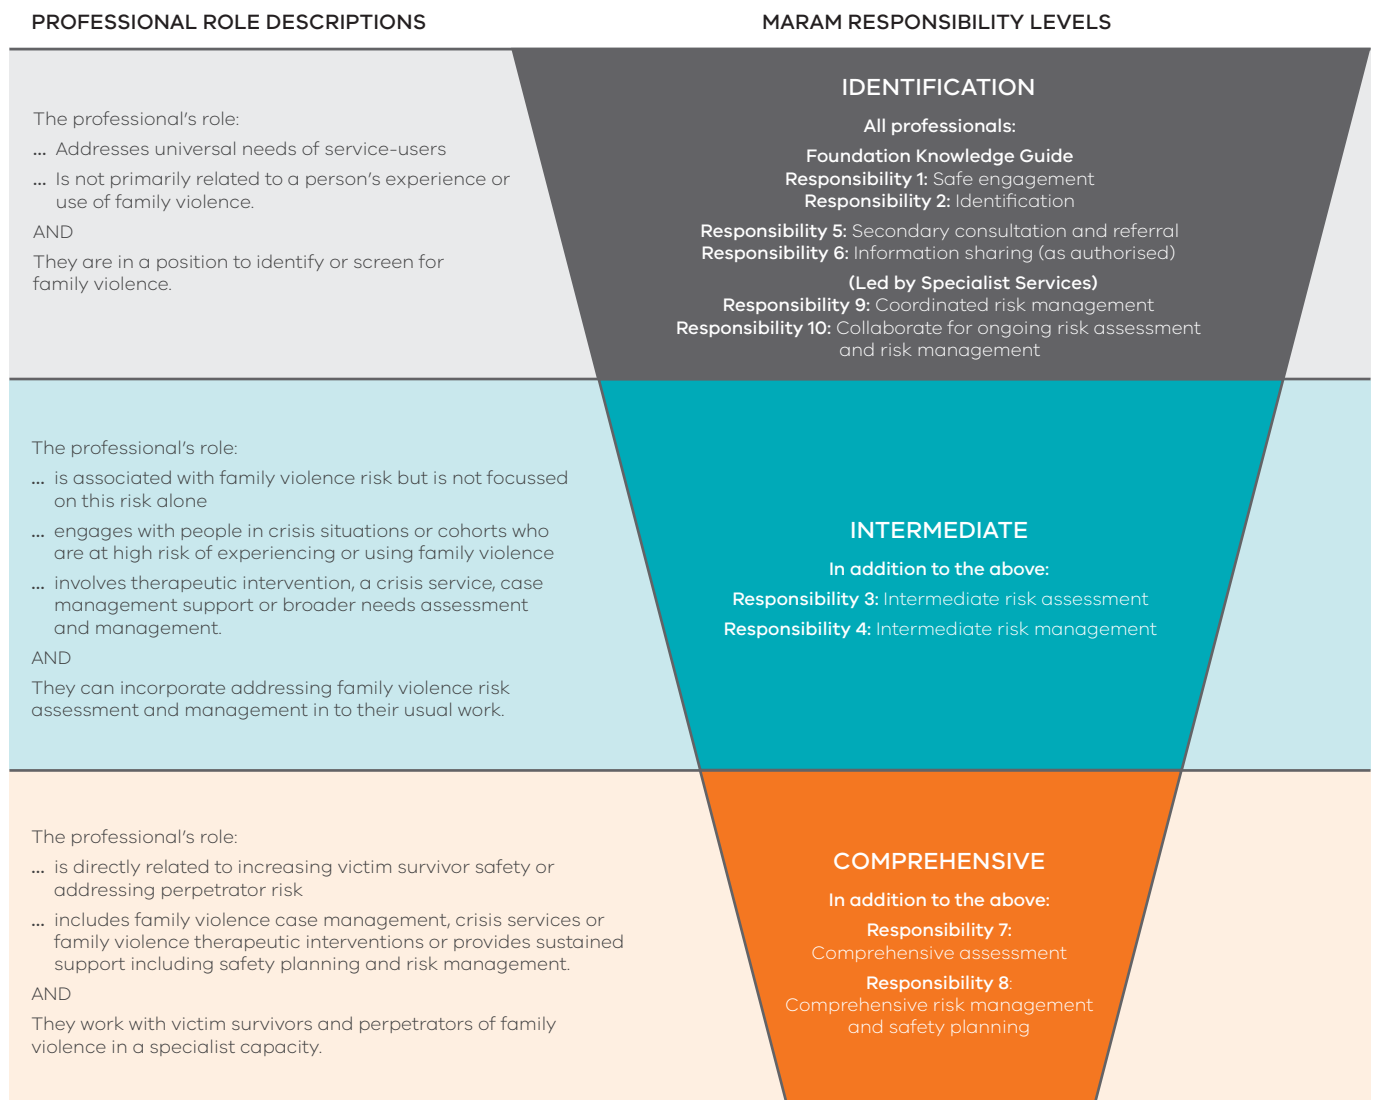 PROFESSIONAL ROLE DESCRIPTIONS
MARAM RESPONSIBILITY LEVELS
The professional's role:
... Addresses universal needs of service-users
... Is not primarily related to a person's experience or
use of family violence.
AND
They are in a position to identify or screen for
family violence.
IDENTIFICATION
All professionals:
Foundation Knowledge Guide
Responsibility 1: Safe engagement
Responsibility 2: Identification
Responsibility 5: Secondary consultation and referral
Responsibility 6: Information sharing (as authorised)
(Led by Specialist Services)
Responsibility 9: Coordinated risk management
Responsibility 10: Collaborate for ongoing risk assessment
and risk management
The professional's role:
... is associated with family violence risk but is not focussed
on this risk alone
... engages with people in crisis situations or cohorts who
are at high risk of experiencing or using family violence
... involves therapeutic intervention, a crisis service, case
management support or broader needs assessment
and management.
AND
They can incorporate addressing family violence risk
assessment and management in to their usual work.
INTERMEDIATE
In addition to the above:
Responsibility 3: Intermediate risk assessment
Responsibility 4: Intermediate risk management
The professional's role:
... is directly related to increasing victim survivor safety or
addressing perpetrator risk
... includes family violence case management, crisis services or
family violence therapeutic interventions or provides sustained
support including safety planning and risk management.
AND
They work with victim survivors and perpetrators of family
violence in a specialist capacity.
COMPREHENSIVE
In addition to the above:
Responsibility 7:
Comprehensive assessment
Responsibility 8:
Comprehensive risk management
and safety planning